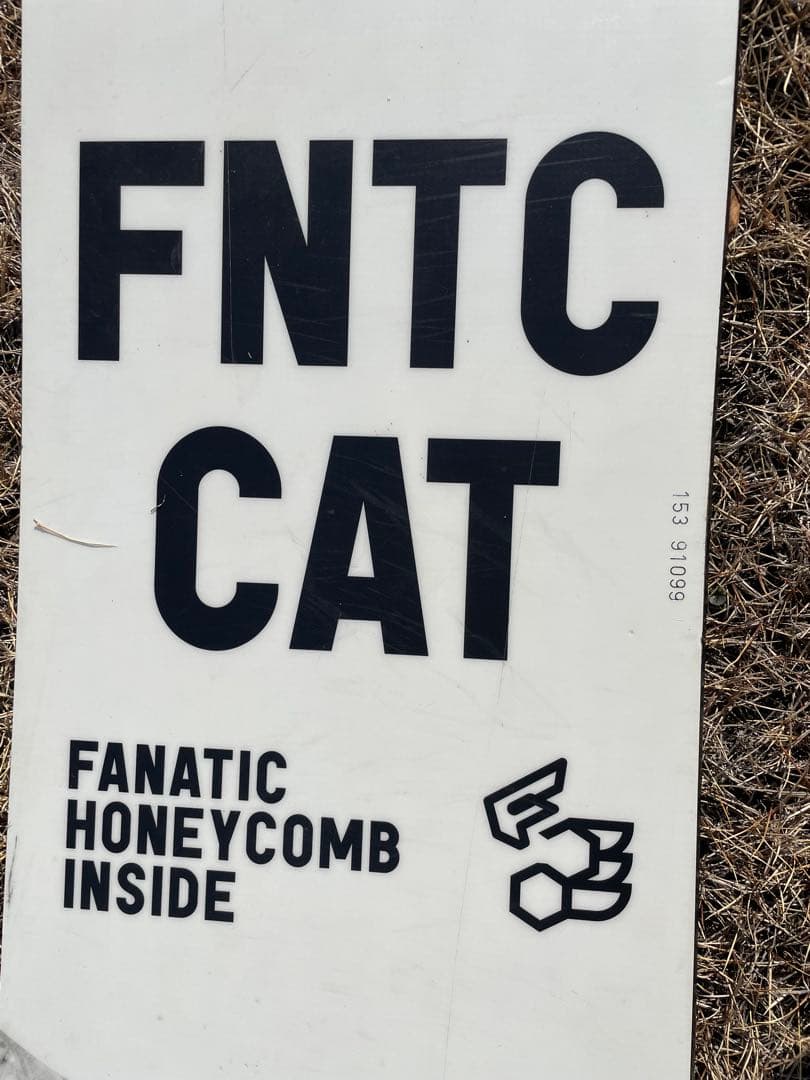 FNTC
CAT
153 91099
FANATIC
HONEYCOMB
INSIDE